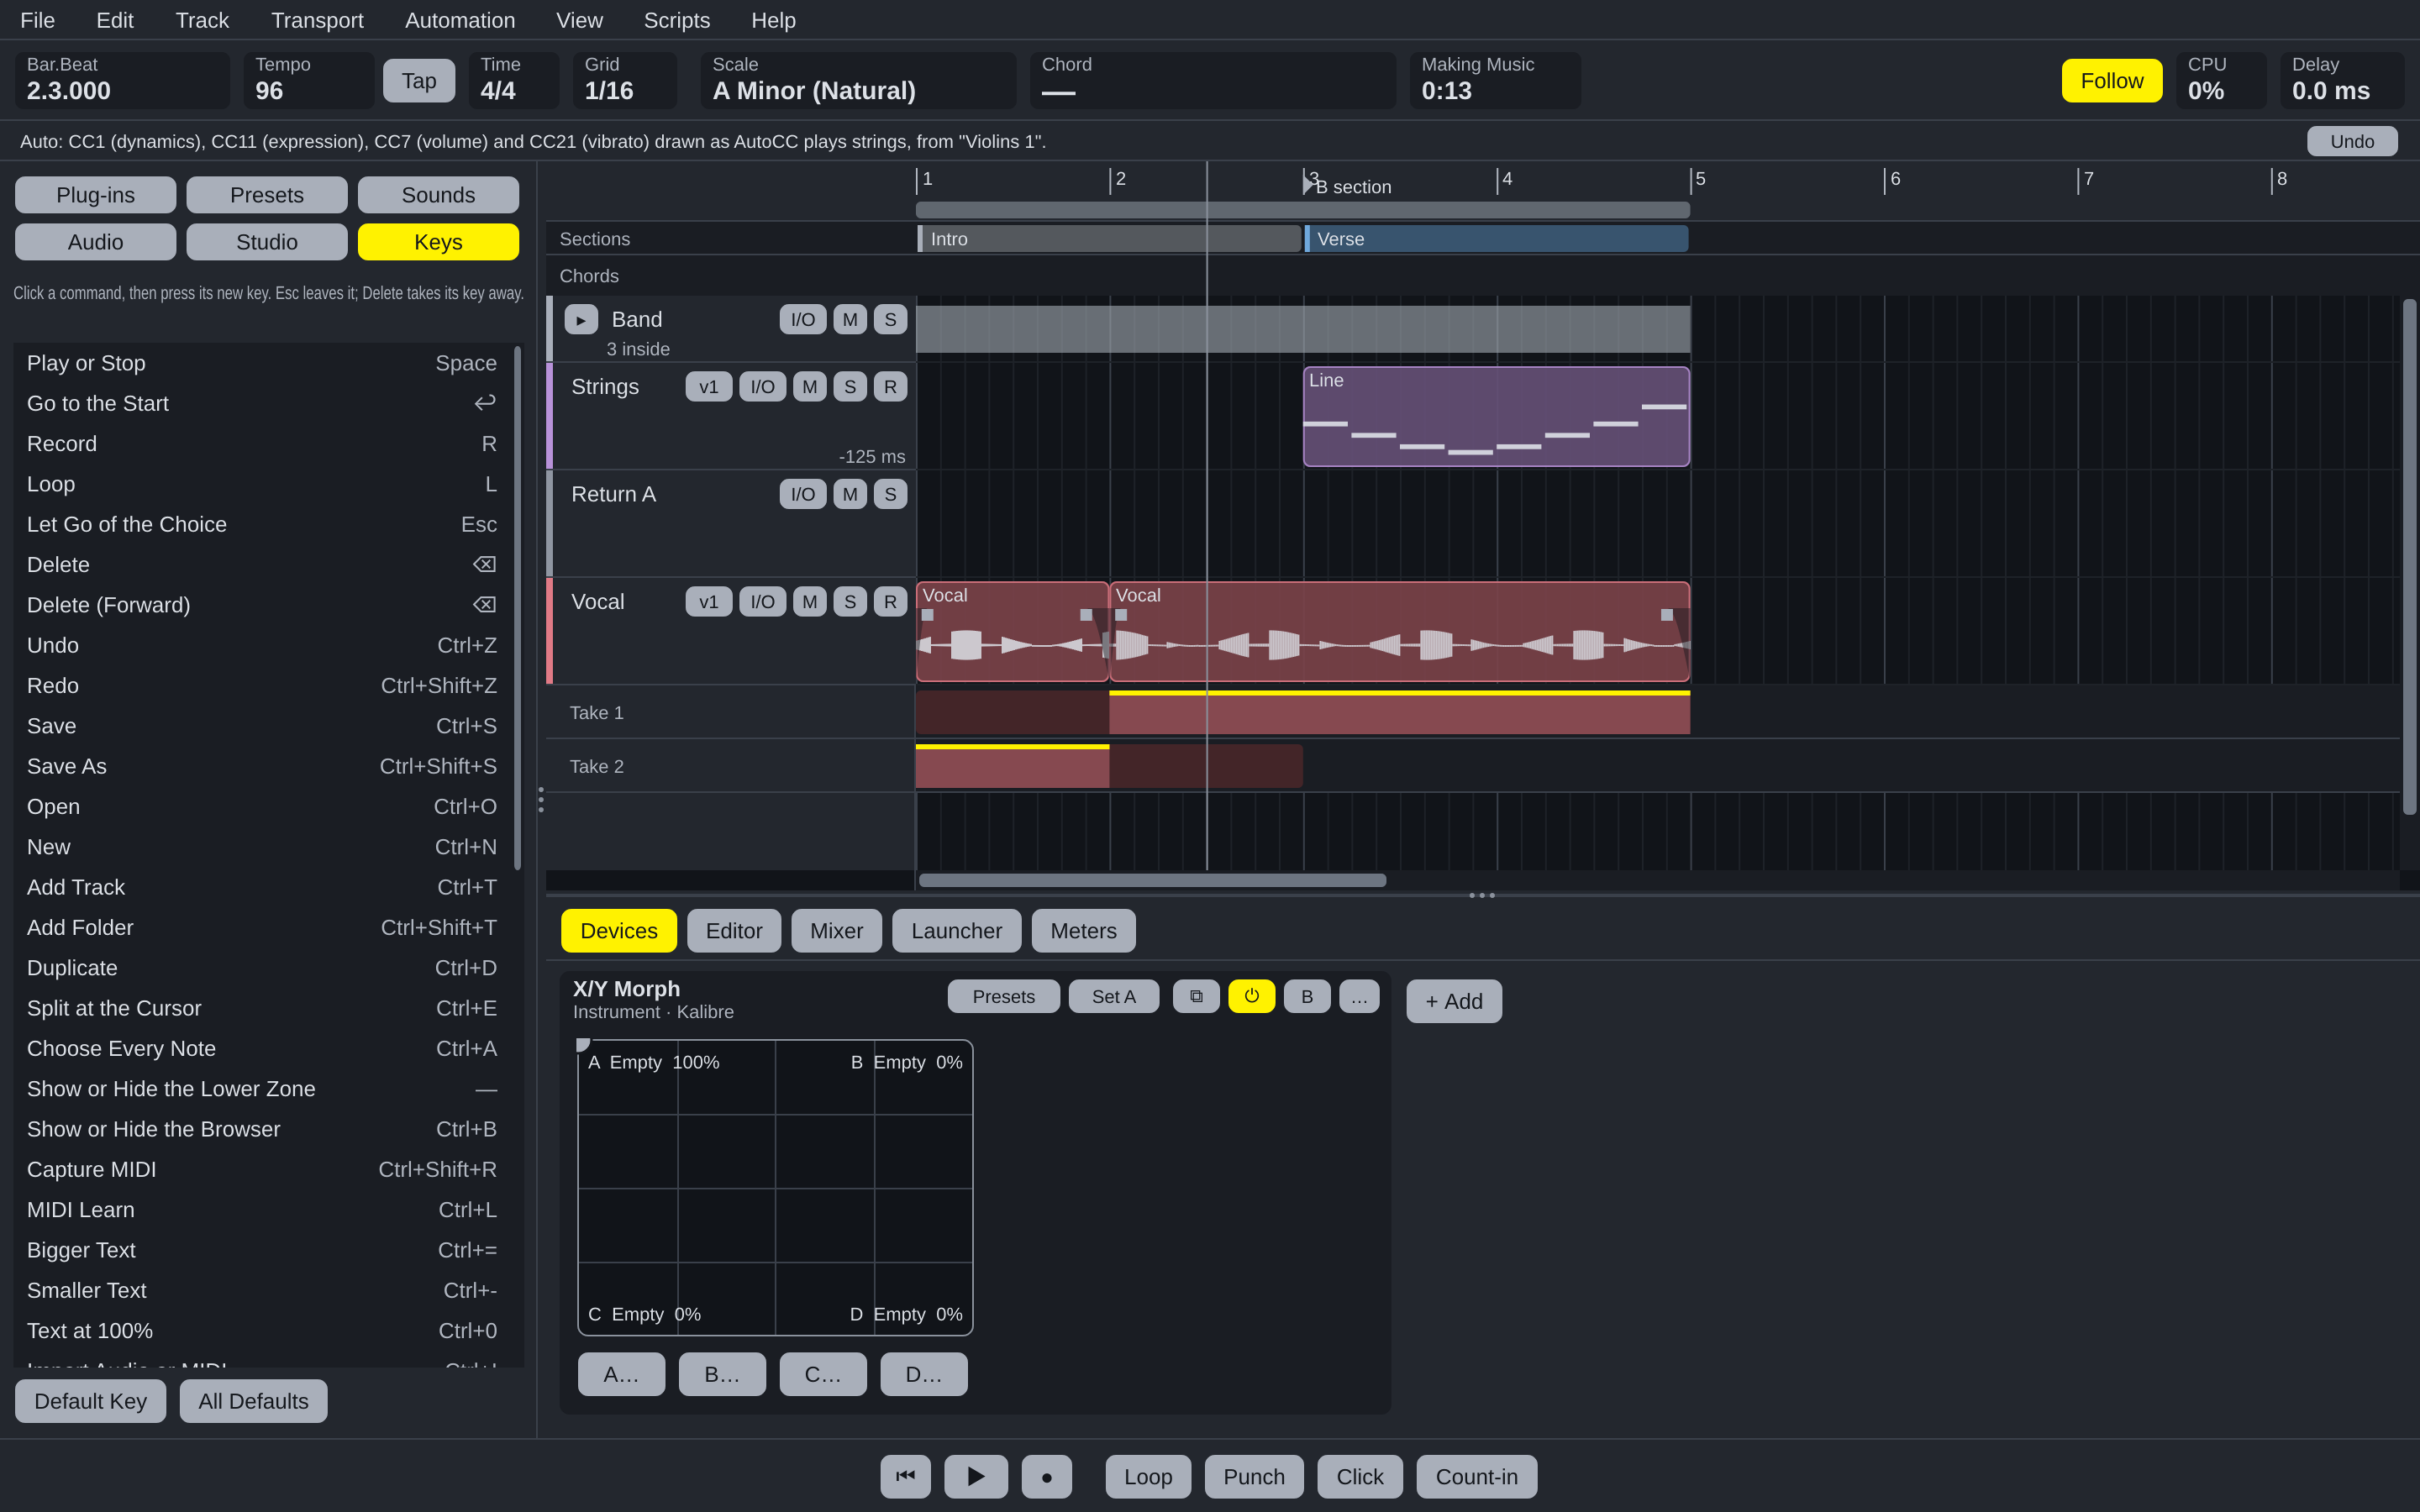 File Edit Track Transport Automation View Scripts Help
Bar.Beat Tempo Time Grid Scale Chord Making Music CPU Delay
2.3.000 96 Tap 4/4 1/16 A Minor (Natural) — 0:13 Follow 0% 0.0 ms
Auto: CC1 (dynamics), CC11 (expression), CC7 (volume) and CC21 (vibrato) drawn as AutoCC plays strings, from "Violins 1". Undo
Plug-ins Presets Sounds
Audio Studio Keys
Click a command, then press its new key. Esc leaves it; Delete takes its key away.
Play or Stop Space
Go to the Start ↩
Record R
Loop L
Let Go of the Choice Esc
Delete ⌫
Delete (Forward) ⌫
Undo Ctrl+Z
Redo Ctrl+Shift+Z
Save Ctrl+S
Save As Ctrl+Shift+S
Open Ctrl+O
New Ctrl+N
Add Track Ctrl+T
Add Folder Ctrl+Shift+T
Duplicate Ctrl+D
Split at the Cursor Ctrl+E
Choose Every Note Ctrl+A
Show or Hide the Lower Zone —
Show or Hide the Browser Ctrl+B
Capture MIDI Ctrl+Shift+R
MIDI Learn Ctrl+L
Bigger Text Ctrl+=
Smaller Text Ctrl+-
Text at 100% Ctrl+0
Default Key All Defaults
1 2 3 4 5 6 7 8
B section
Sections Intro Verse
Chords
Band I/O M S
3 inside
Strings v1 I/O M S R
-125 ms
Line
Return A I/O M S
Vocal v1 I/O M S R
Vocal Vocal
Take 1
Take 2
Devices Editor Mixer Launcher Meters
X/Y Morph
Instrument · Kalibre
Presets Set A B …
+ Add
A Empty 100% B Empty 0%
C Empty 0% D Empty 0%
A… B… C… D…
Loop Punch Click Count-in